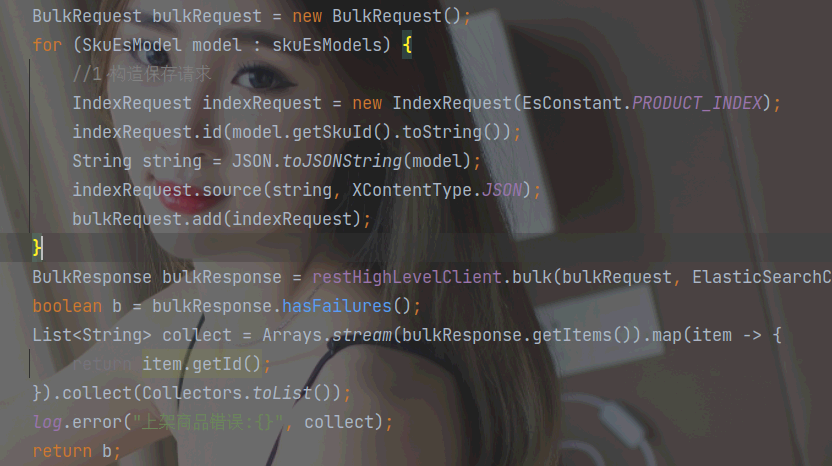 BulkRequest bulkRequest = new BulkRequest();
for (SkuEsModel model : skuEsModels) {
//1 构造保存请求
IndexRequest indexRequest = new IndexRequest(EsConstant.PRODUCT_INDEX);
indexRequest.id(model.getSkuId().toString());
String string = JSON.toJSONString(model);
indexRequest.source(string, XContentType.JSON);
bulkRequest.add(indexRequest);
}
BulkResponse bulkResponse = restHighLevelClient.bulk(bulkRequest, ElasticSearchC
boolean b = bulkResponse.hasFailures();
List<String> collect = Arrays.stream(bulkResponse.getItems()).map(item -> {
return item.getId();
}).collect(Collectors.toList());
log.error("上架商品错误:{}", collect);
return b;